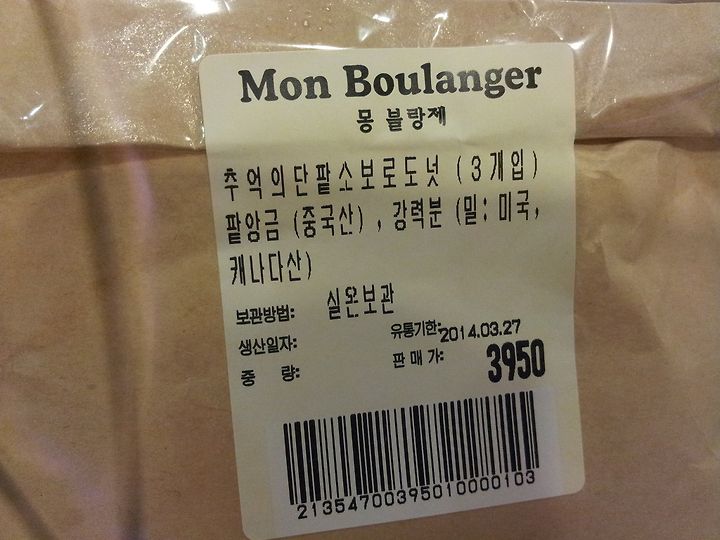 Mon Boulanger
몽 블랑제
추억의단팥소보로도넛 (3개입)
팥앙금 (중국산) , 강력분 (밀: 미국,
캐나다산)
보관방법: 실온보관
생산일자: 유통기한:2014.03.27
중 량: 판 매 가: 3950
21354700395010000103